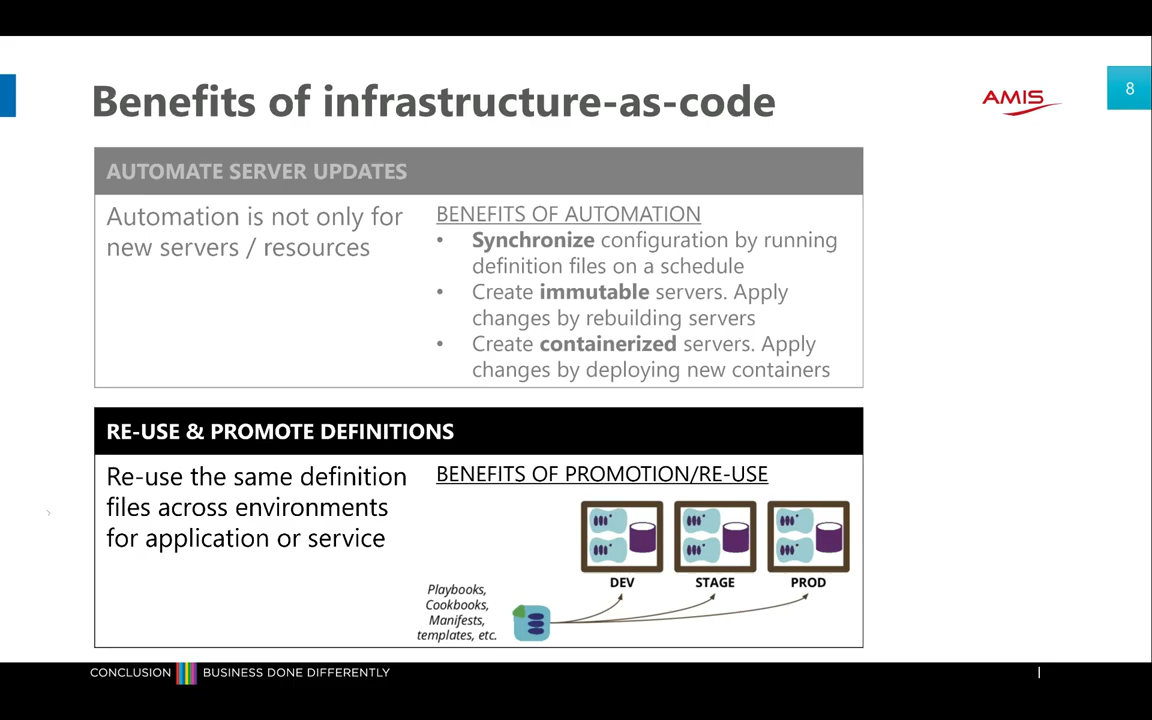 Benefits of infrastructure-as-code
AMIS
8
AUTOMATE SERVER UPDATES
Automation is not only for
new servers / resources
BENEFITS OF AUTOMATION
• Synchronize configuration by running
definition files on a schedule
• Create immutable servers. Apply
changes by rebuilding servers
• Create containerized servers. Apply
changes by deploying new containers
RE-USE & PROMOTE DEFINITIONS
Re-use the same definition
files across environments
for application or service
BENEFITS OF PROMOTION/RE-USE
DEV STAGE PROD
Playbooks,
Cookbooks,
Manifests,
templates, etc.
CONCLUSION BUSINESS DONE DIFFERENTLY